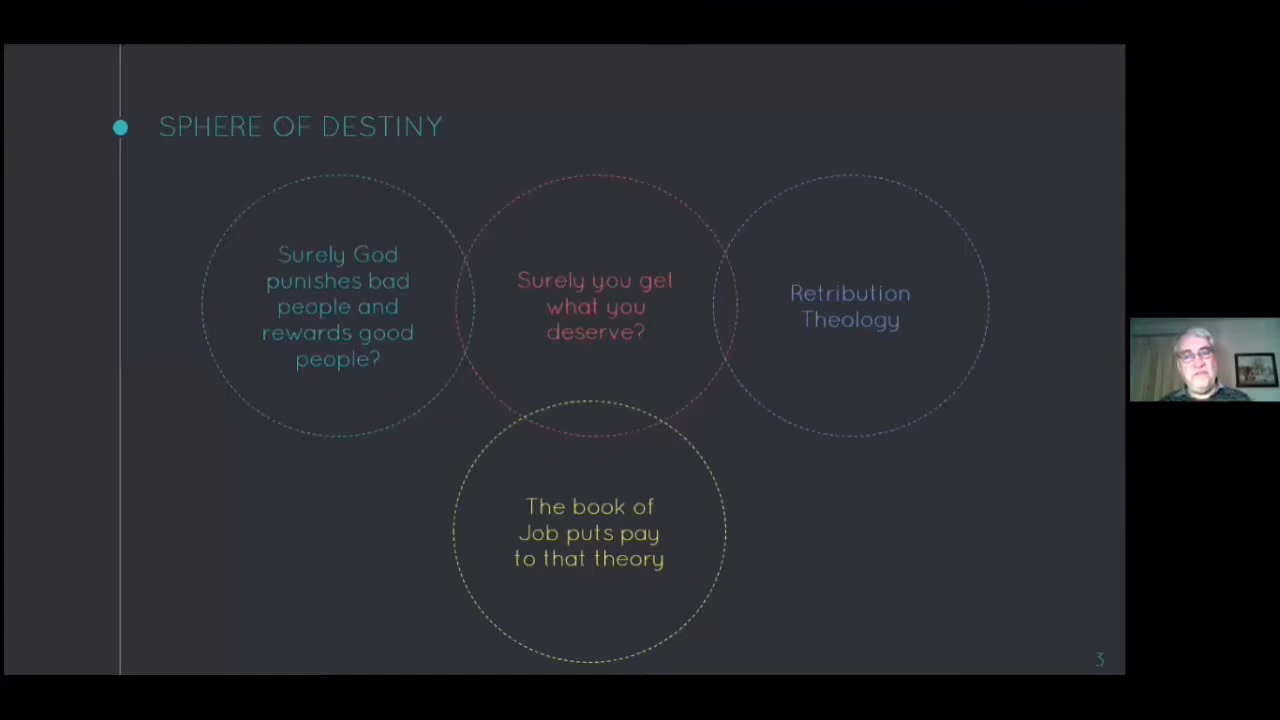 SPHERE OF DESTINY
Surely God
punishes bad
people and
rewards good
people?
Surely you get
what you
deserve?
Retribution
Theology
The book of
Job puts pay
to that theory
3